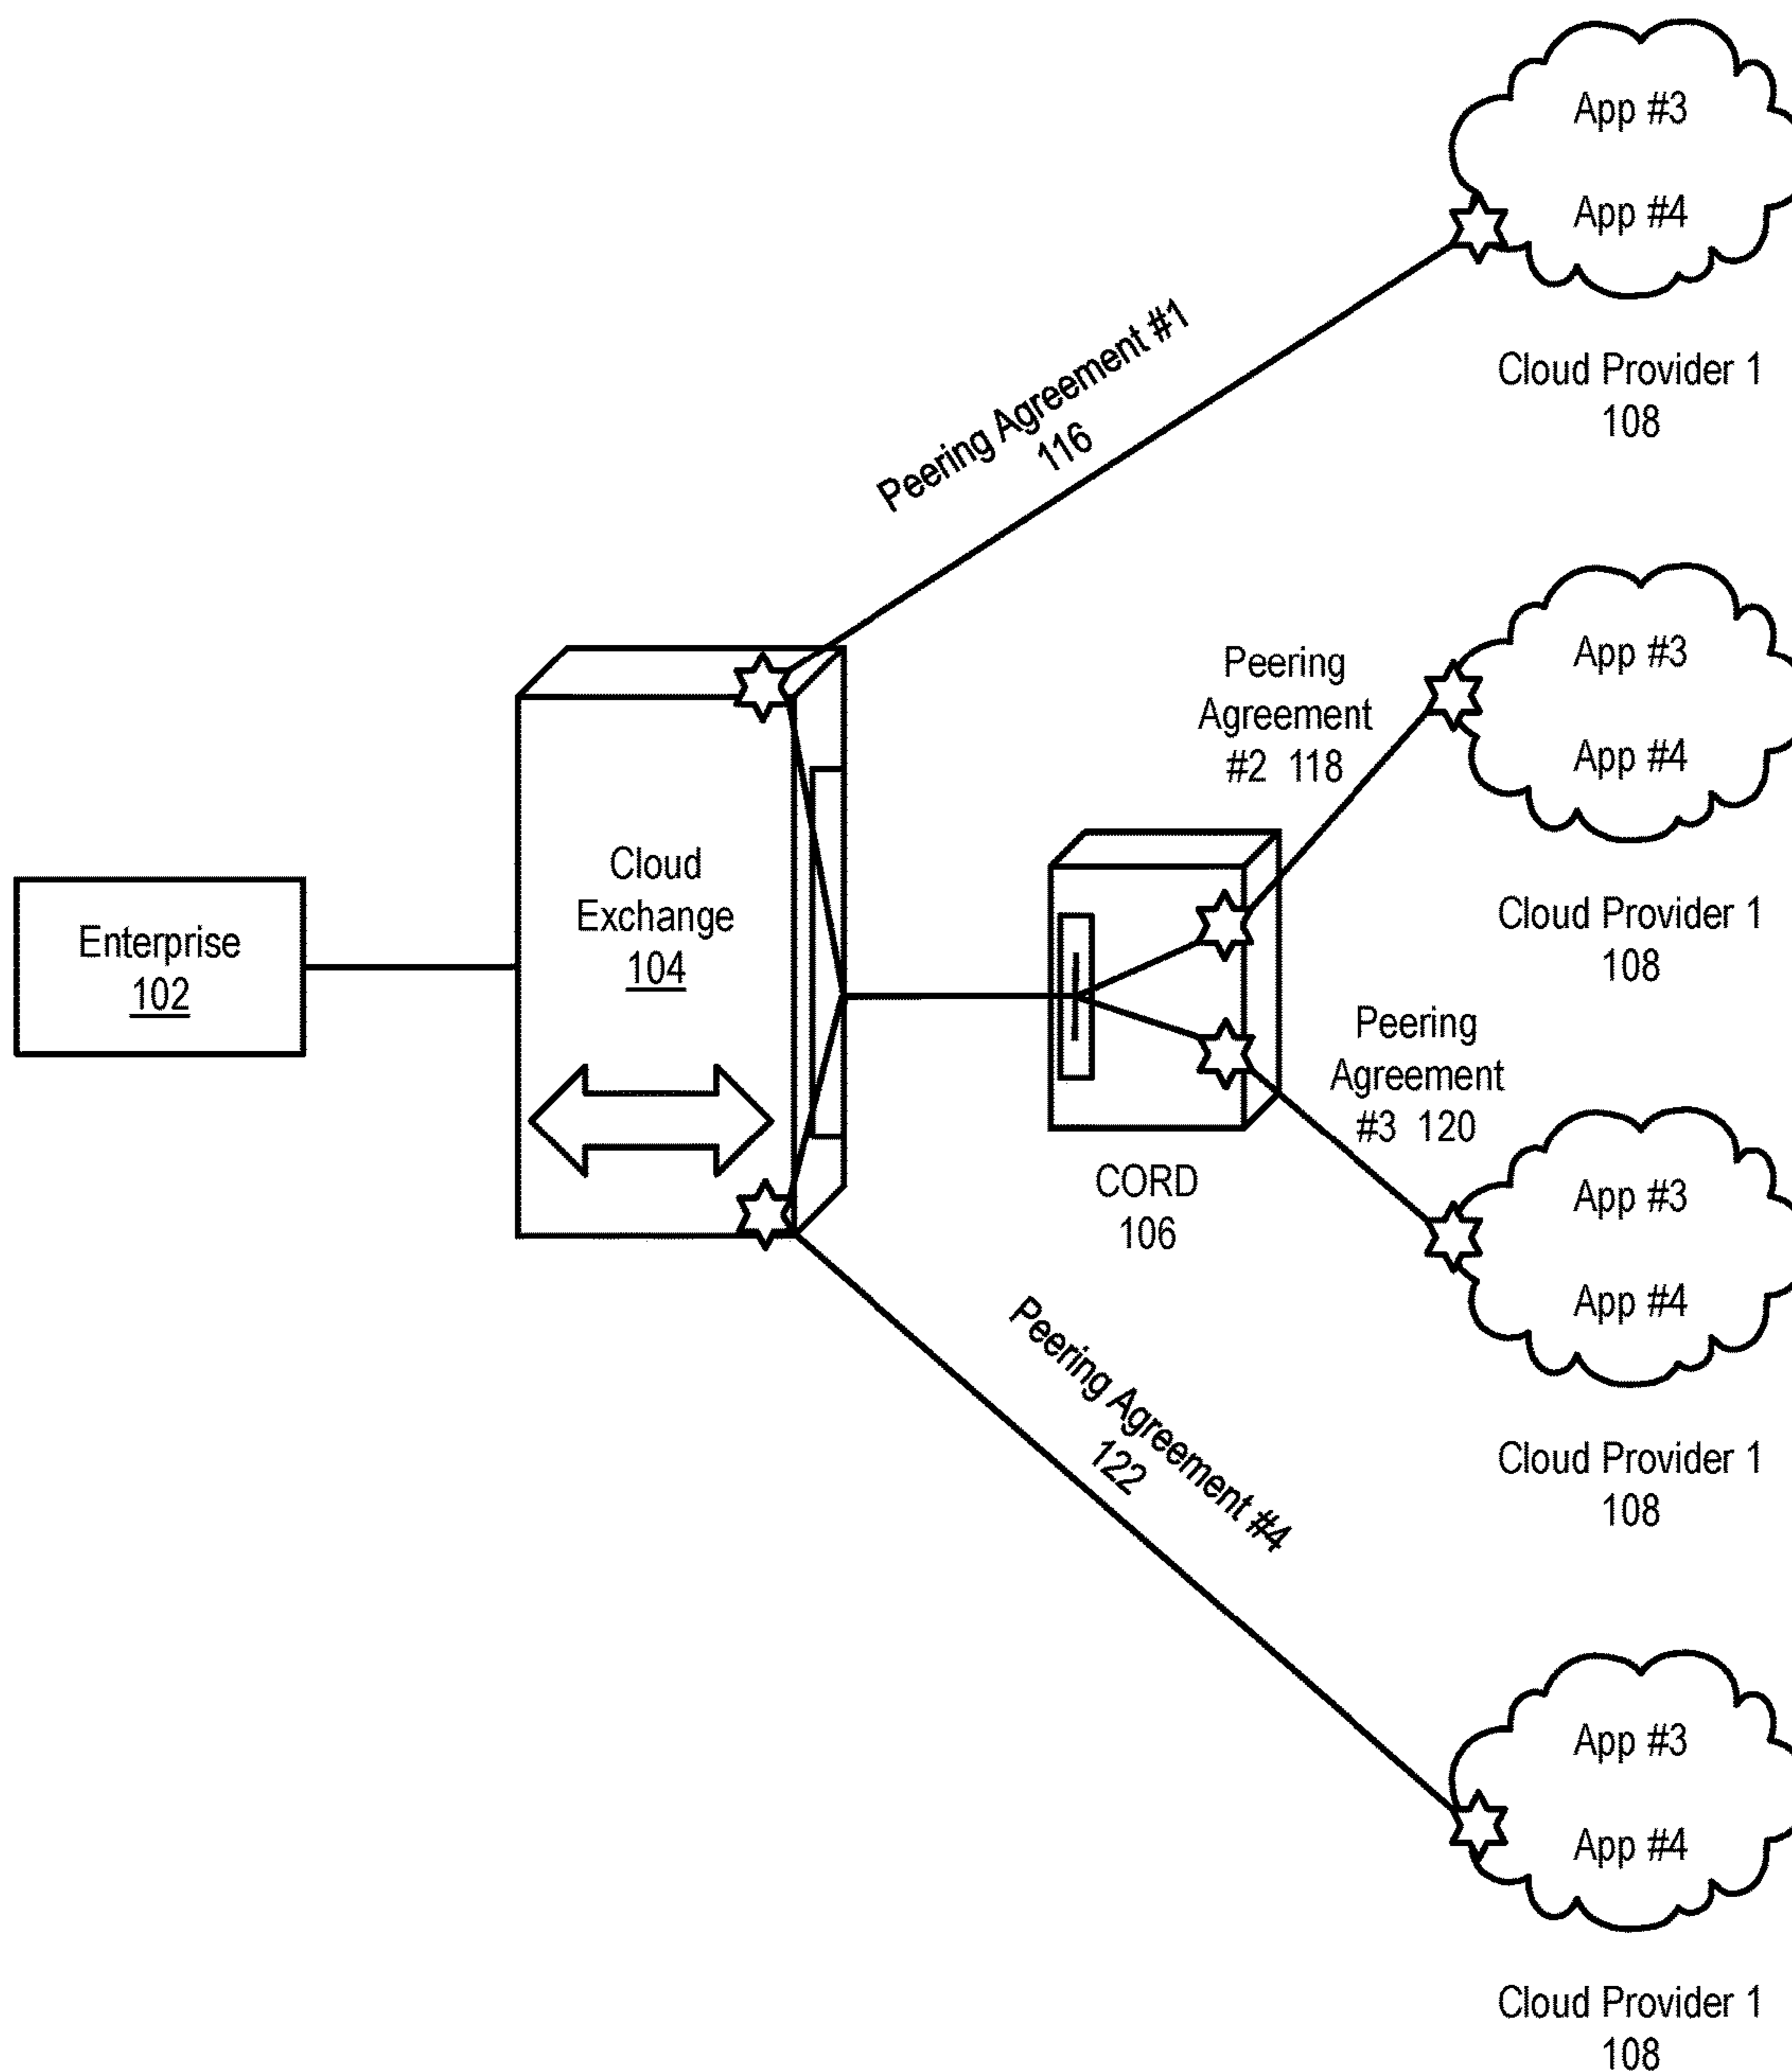 App #3
App #4
Cloud Provider 1
108
Peering Agreement #1
116
App #3
App #4
Cloud Provider 1
108
Peering
Agreement
#2 118
Cloud
Exchange
104
Enterprise
102
Peering
Agreement
#3 120
CORD
106
App #3
App #4
Cloud Provider 1
108
Peering Agreement #4
122
App #3
App #4
Cloud Provider 1
108